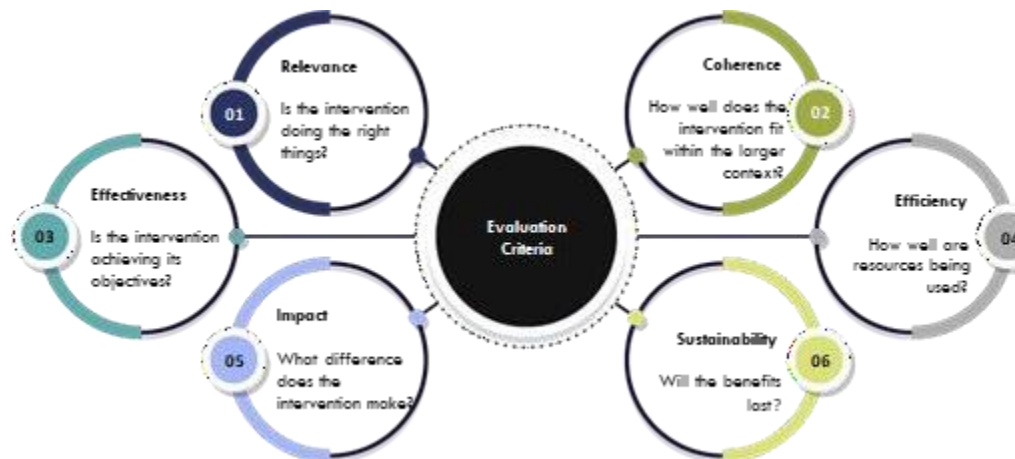 Evaluation
Criteria
01
Relevance
Is the intervention
doing the right
things?
02
Coherence
How well does the
intervention fit
within the larger
context?
03
Effectiveness
Is the intervention
achieving its
objectives?
04
Efficiency
How well are
resources being
used?
05
Impact
What difference
does the
intervention make?
06
Sustainability
Will the benefits
last?